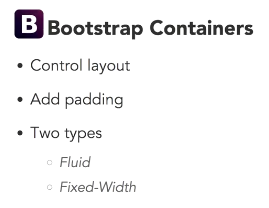 B Bootstrap Containers
• Control layout
• Add padding
• Two types
○ Fluid
○ Fixed-Width